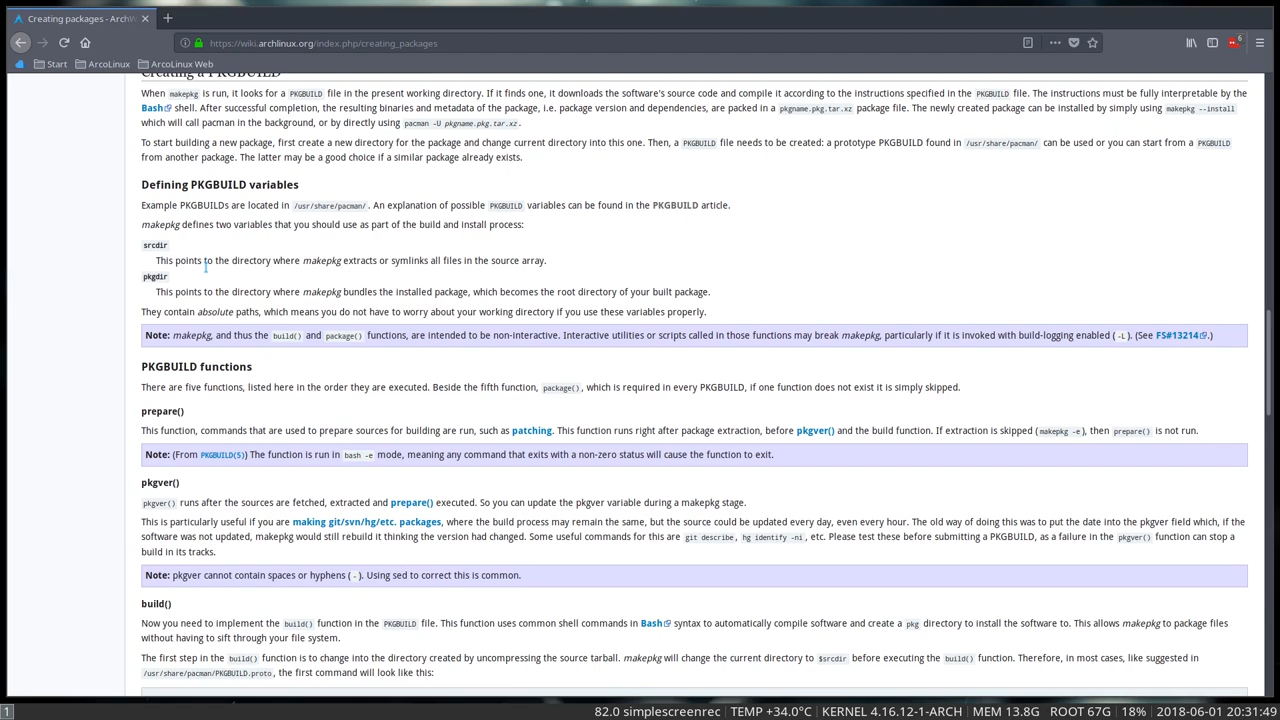 Creating packages - ArchW
https://wiki.archlinux.org/index.php/creating_packages
6
Start
ArcoLinux
ArcoLinux Web
Creating a PKGBUILD
When makepkg is run, it looks for a PKGBUILD file in the present working directory. If it finds one, it downloads the software's source code and compile it according to the instructions specified in the PKGBUILD file. The instructions must be fully interpretable by the
Bash shell. After successful completion, the resulting binaries and metadata of the package, i.e. package version and dependencies, are packed in a pkgname.pkg.tar.xz package file. The newly created package can be installed by simply using makepkg --install
which will call pacman in the background, or by directly using pacman -U pkgname.pkg.tar.xz.
To start building a new package, first create a new directory for the package and change current directory into this one. Then, a PKGBUILD file needs to be created: a prototype PKGBUILD found in /usr/share/pacman/ can be used or you can start from a PKGBUILD
from another package. The latter may be a good choice if a similar package already exists.
Defining PKGBUILD variables
Example PKGBUILDs are located in /usr/share/pacman/. An explanation of possible PKGBUILD variables can be found in the PKGBUILD article.
makepkg defines two variables that you should use as part of the build and install process:
srcdir
This points to the directory where makepkg extracts or symlinks all files in the source array.
pkgdir
This points to the directory where makepkg bundles the installed package, which becomes the root directory of your built package.
They contain absolute paths, which means you do not have to worry about your working directory if you use these variables properly.
Note: makepkg, and thus the build() and package() functions, are intended to be non-interactive. Interactive utilities or scripts called in those functions may break makepkg, particularly if it is invoked with build-logging enabled (-L). (See FS#13214.)
PKGBUILD functions
There are five functions, listed here in the order they are executed. Beside the fifth function, package(), which is required in every PKGBUILD, if one function does not exist it is simply skipped.
prepare()
This function, commands that are used to prepare sources for building are run, such as patching. This function runs right after package extraction, before pkgver() and the build function. If extraction is skipped (makepkg -e), then prepare() is not run.
Note: (From PKGBUILD(5)) The function is run in bash -e mode, meaning any command that exits with a non-zero status will cause the function to exit.
pkgver()
pkgver() runs after the sources are fetched, extracted and prepare() executed. So you can update the pkgver variable during a makepkg stage.
This is particularly useful if you are making git/svn/hg/etc. packages, where the build process may remain the same, but the source could be updated every day, even every hour. The old way of doing this was to put the date into the pkgver field which, if the
software was not updated, makepkg would still rebuild it thinking the version had changed. Some useful commands for this are git describe, hg identify -ni, etc. Please test these before submitting a PKGBUILD, as a failure in the pkgver() function can stop a
build in its tracks.
Note: pkgver cannot contain spaces or hyphens (-). Using sed to correct this is common.
build()
Now you need to implement the build() function in the PKGBUILD file. This function uses common shell commands in Bash syntax to automatically compile software and create a pkg directory to install the software to. This allows makepkg to package files
without having to sift through your file system.
The first step in the build() function is to change into the directory created by uncompressing the source tarball. makepkg will change the current directory to $srcdir before executing the build() function. Therefore, in most cases, like suggested in
/usr/share/pacman/PKGBUILD.proto, the first command will look like this:
1
82.0 simplescreenrec | TEMP +34.0°C | KERNEL 4.16.12-1-ARCH | MEM 13.8G | ROOT 67G | 18% | 2018-06-01 20:31:49